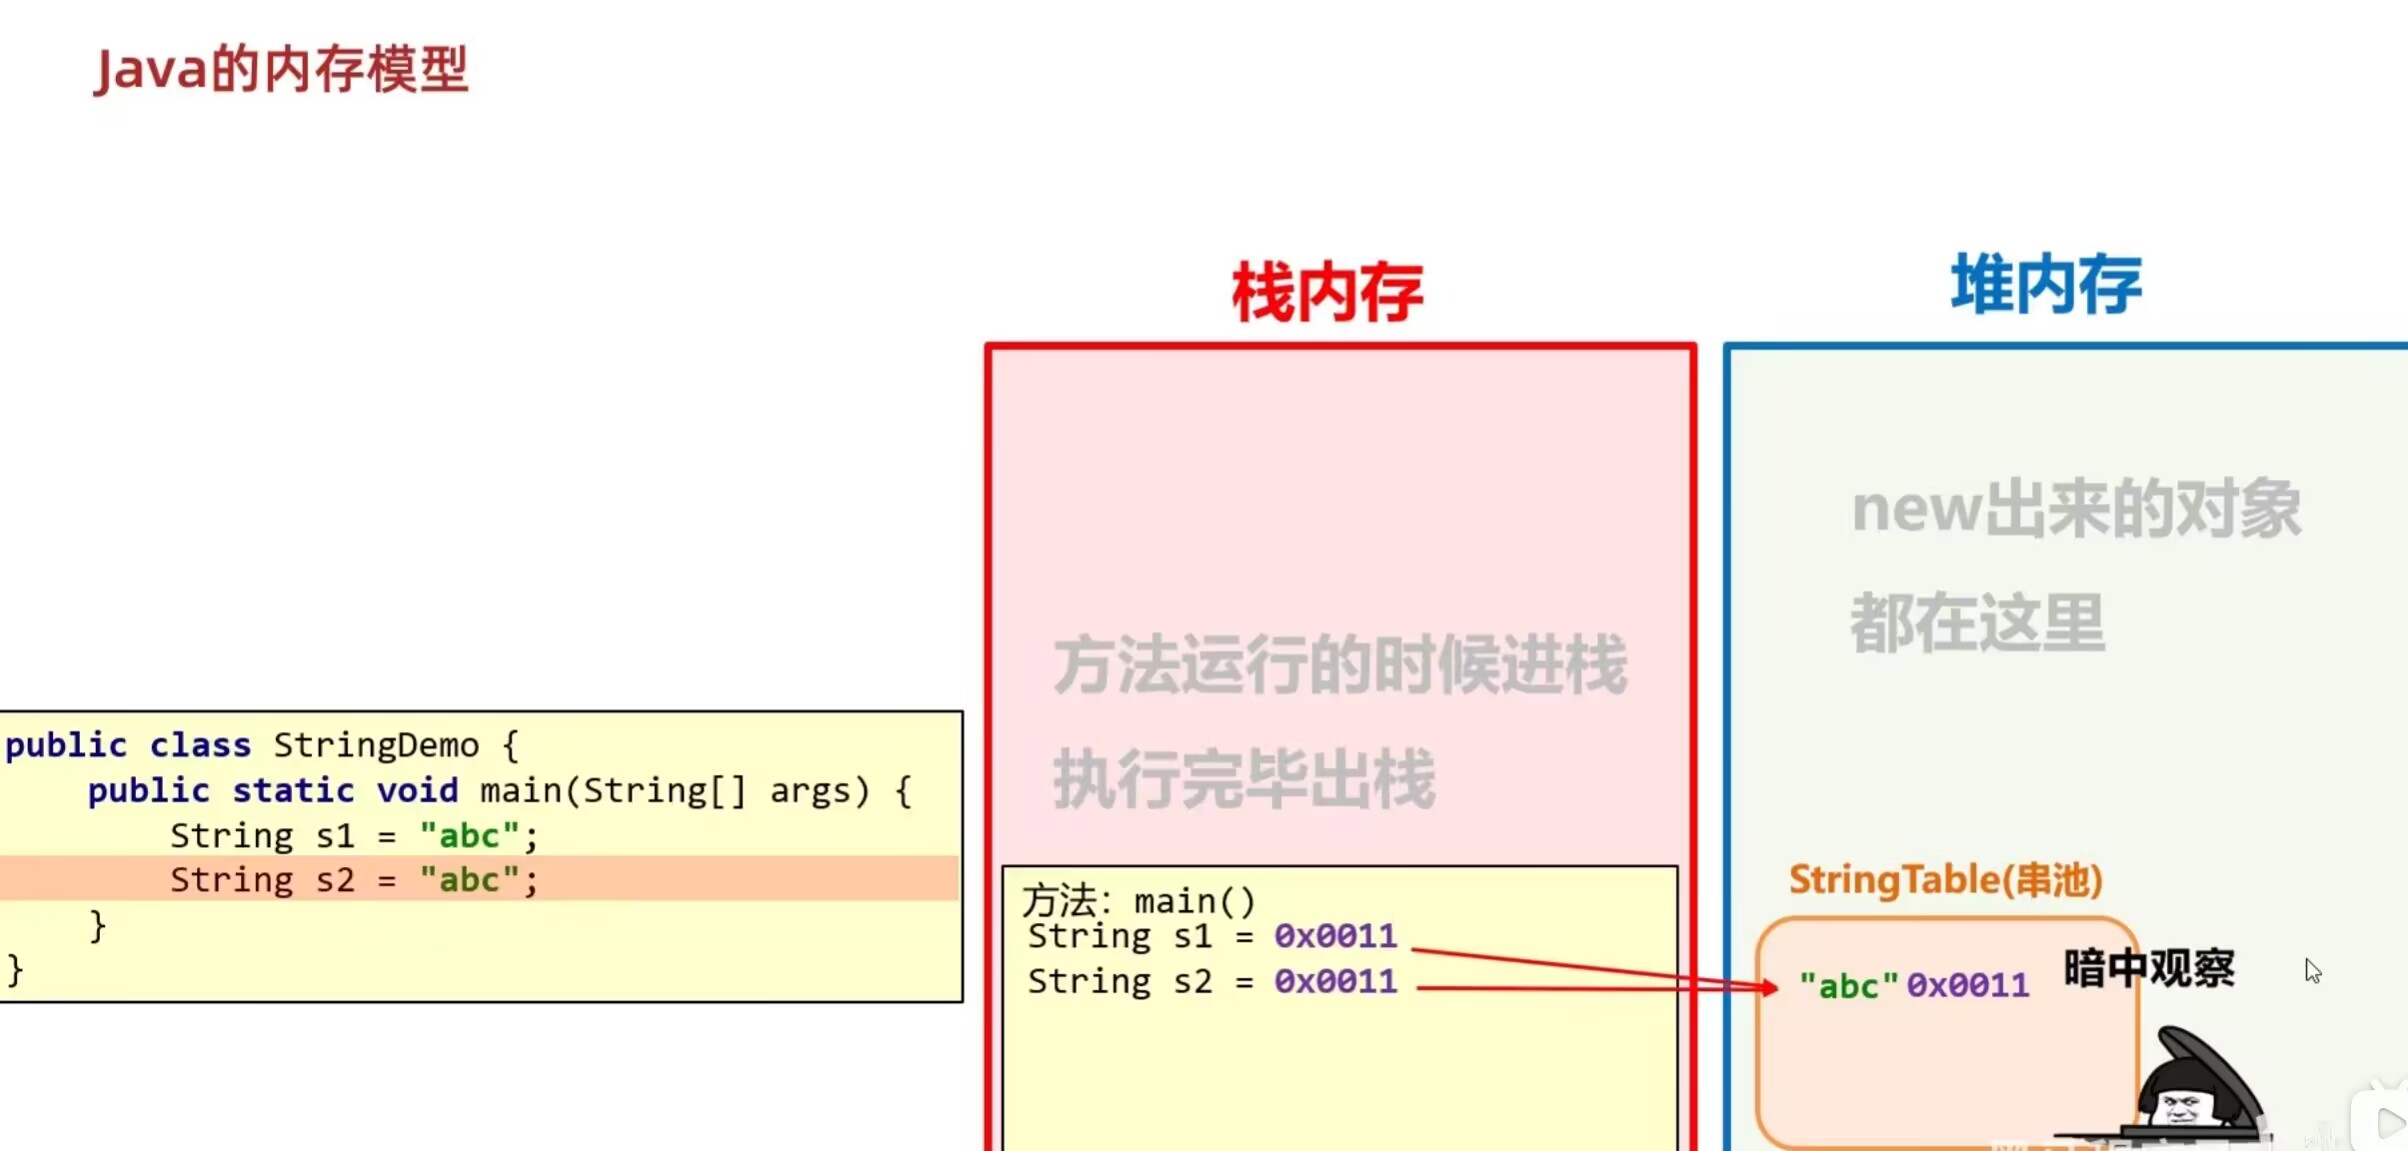 Java的内存模型
栈内存
堆内存
new出来的对象
都在这里
方法运行的时候进栈
执行完毕出栈
public class StringDemo {
public static void main(String[] args) {
String s1 = "abc";
String s2 = "abc";
}
}
方法：main()
String s1 = 0x0011
String s2 = 0x0011
StringTable(串池)
"abc" 0x0011
暗中观察